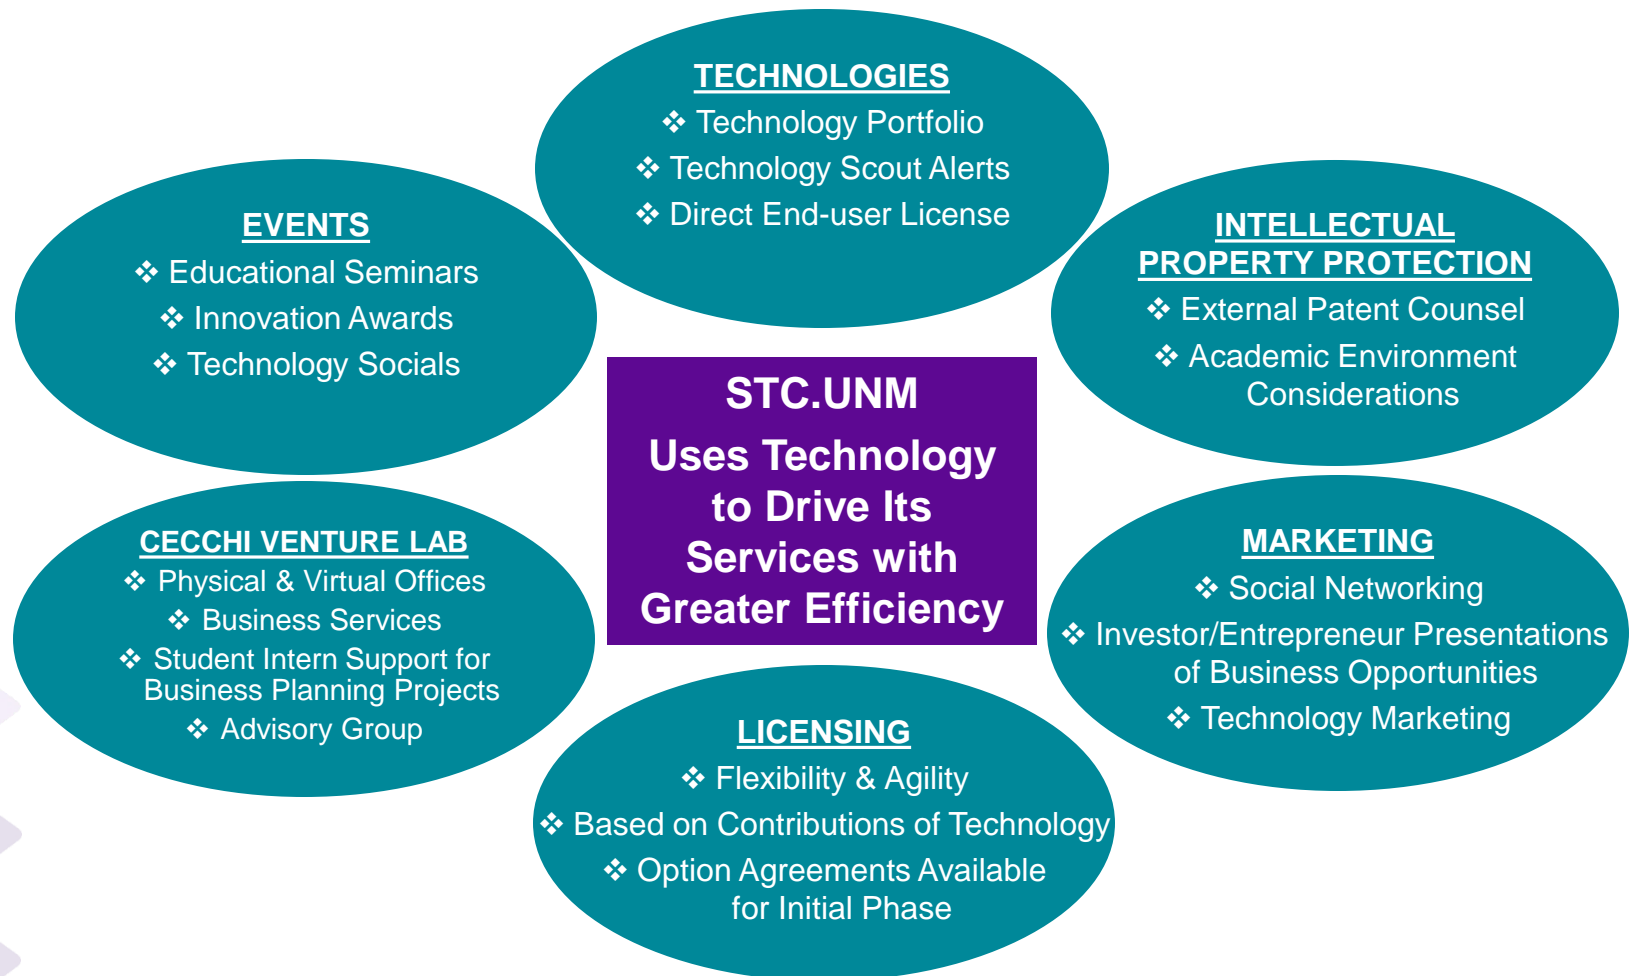 TECHNOLOGIES
❖ Technology Portfolio
❖ Technology Scout Alerts
❖ Direct End-user License
EVENTS
❖ Educational Seminars
❖ Innovation Awards
❖ Technology Socials
INTELLECTUAL
PROPERTY PROTECTION
❖ External Patent Counsel
❖ Academic Environment
Considerations
STC.UNM
Uses Technology
to Drive Its
Services with
Greater Efficiency
CECCHI VENTURE LAB
❖ Physical & Virtual Offices
❖ Business Services
❖ Student Intern Support for
Business Planning Projects
❖ Advisory Group
MARKETING
❖ Social Networking
❖ Investor/Entrepreneur Presentations
of Business Opportunities
❖ Technology Marketing
LICENSING
❖ Flexibility & Agility
❖ Based on Contributions of Technology
❖ Option Agreements Available
for Initial Phase